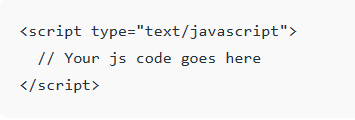 <script type="text/javascript">
  // Your js code goes here
</script>